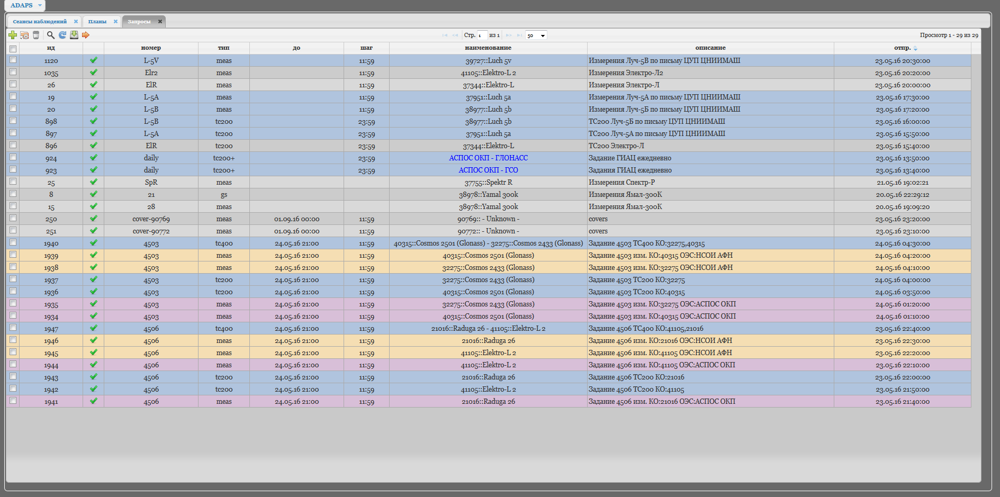 ADAPS
Сеансы наблюдений Планы Запросы
Стр. 1 из 1 50 Просмотр 1 - 29 из 29
ид номер тип до шаг наименование описание отпр.
1120 L-5V meas 11:59 39727::Luch 5v Измерения Луч-5В по письму ЦУП ЦНИИМАШ 23.05.16 20:30:00
1035 Elr2 meas 11:59 41105::Elektro-L 2 Измерения Электро-Л2 23.05.16 20:20:00
26 ElR meas 11:59 37344::Elektro-L Измерения Электро-Л 23.05.16 20:00:00
19 L-5A meas 11:59 37951::Luch 5a Измерения Луч-5А по письму ЦУП ЦНИИМАШ 23.05.16 17:30:00
20 L-5B meas 11:59 38977::Luch 5b Измерения Луч-5Б по письму ЦУП ЦНИИМАШ 23.05.16 17:20:00
898 L-5B tc200 23:59 38977::Luch 5b ТС200 Луч-5Б по письму ЦУП ЦНИИМАШ 23.05.16 16:00:00
897 L-5A tc200 23:59 37951::Luch 5a ТС200 Луч-5А по письму ЦУП ЦНИИМАШ 23.05.16 15:50:00
896 ElR tc200 23:59 37344::Elektro-L ТС200 Электро-Л 23.05.16 15:40:00
924 daily tc200+ 23:59 АСПОС ОКП - ГЛОНАСС Задание ГИАЦ ежедневно 23.05.16 13:50:00
923 daily tc200+ 23:59 АСПОС ОКП - ГСО Задания ГИАЦ ежедневно 23.05.16 13:40:00
25 SpR meas 37755::Spektr R Измерения Спектр-Р 21.05.16 19:02:21
8 21 gs 38978::Yamal 300k Измерения Ямал-300К 20.05.16 22:29:12
15 28 meas 38978::Yamal 300k Измерения Ямал-300К 20.05.16 19:09:20
250 cover-90769 meas 01.09.16 00:00 11:59 90769:: - Unknown - covers 23.05.16 23:20:00
251 cover-90772 meas 01.09.16 00:00 11:59 90772:: - Unknown - covers 23.05.16 23:10:00
1940 4503 tc400 24.05.16 21:00 11:59 40315::Cosmos 2501 (Glonass) - 32275::Cosmos 2433 (Glonass) Задание 4503 ТС400 КО:32275,40315 24.05.16 04:30:00
1939 4503 meas 24.05.16 21:00 11:59 40315::Cosmos 2501 (Glonass) Задание 4503 изм. КО:40315 ОЭС:НСОИ АФН 24.05.16 04:20:00
1938 4503 meas 24.05.16 21:00 11:59 32275::Cosmos 2433 (Glonass) Задание 4503 изм. КО:32275 ОЭС:НСОИ АФН 24.05.16 04:10:00
1937 4503 tc200 24.05.16 21:00 11:59 32275::Cosmos 2433 (Glonass) Задание 4503 ТС200 КО:32275 24.05.16 04:00:00
1936 4503 tc200 24.05.16 21:00 11:59 40315::Cosmos 2501 (Glonass) Задание 4503 ТС200 КО:40315 24.05.16 03:50:00
1935 4503 meas 24.05.16 21:00 11:59 32275::Cosmos 2433 (Glonass) Задание 4503 изм. КО:32275 ОЭС:АСПОС ОКП 24.05.16 01:20:00
1934 4503 meas 24.05.16 21:00 11:59 40315::Cosmos 2501 (Glonass) Задание 4503 изм. КО:40315 ОЭС:АСПОС ОКП 24.05.16 01:10:00
1947 4506 tc400 24.05.16 21:00 11:59 21016::Raduga 26 - 41105::Elektro-L 2 Задание 4506 ТС400 КО:41105,21016 23.05.16 22:40:00
1946 4506 meas 24.05.16 21:00 11:59 21016::Raduga 26 Задание 4506 изм. КО:21016 ОЭС:НСОИ АФН 23.05.16 22:30:00
1945 4506 meas 24.05.16 21:00 11:59 41105::Elektro-L 2 Задание 4506 изм. КО:41105 ОЭС:НСОИ АФН 23.05.16 22:20:00
1944 4506 meas 24.05.16 21:00 11:59 41105::Elektro-L 2 Задание 4506 изм. КО:41105 ОЭС:АСПОС ОКП 23.05.16 22:10:00
1943 4506 tc200 24.05.16 21:00 11:59 21016::Raduga 26 Задание 4506 ТС200 КО:21016 23.05.16 22:00:00
1942 4506 tc200 24.05.16 21:00 11:59 41105::Elektro-L 2 Задание 4506 ТС200 КО:41105 23.05.16 21:50:00
1941 4506 meas 24.05.16 21:00 11:59 21016::Raduga 26 Задание 4506 изм. КО:21016 ОЭС:АСПОС ОКП 23.05.16 21:40:00